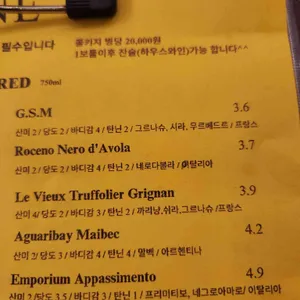 필수입니다
콜키지 병당 20,000원
1보틀이후 잔술(하우스와인)가능 합니다^^
RED 750ml
G.S.M 3.6
산미 2 / 당도 2 / 바디감 4 / 탄닌 2 / 그르나슈, 시라, 무르베드르 / 프랑스
Roceno Nero d'Avola 3.7
산미 2 / 당도 2 / 바디감 4 / 탄닌 2 / 네로다볼라 / 이탈리아
Le Vieux Truffolier Grignan 3.9
산미 4/ 당도 2 / 바디감 3 / 탄닌 2 / 까리냥,쉬라,그르나슈 /프랑스
Aguaribay Malbec 4.2
산미 2/ 당도 3 / 바디감 4 / 탄닌 4 / 말벡 / 아르헨티나
Emporium Appassimento 4.9
산미 2/ 당도 3.5 / 바디감 3 / 탄닌 1 / 프리미티보, 네그로아마로/ 이탈리아